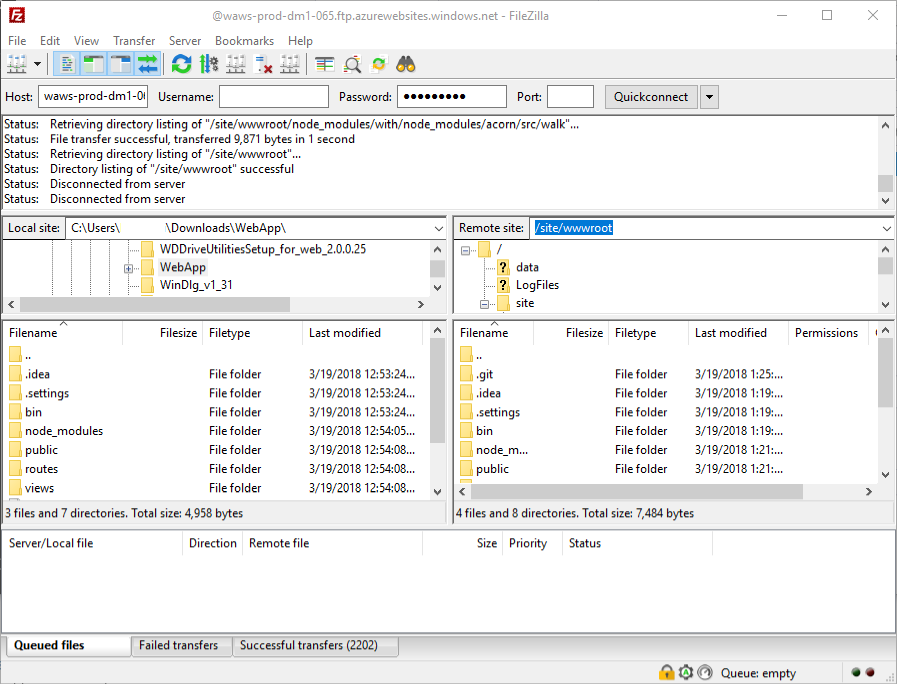 @waws-prod-dm1-065.ftp.azurewebsites.windows.net - FileZilla
File Edit View Transfer Server Bookmarks Help
Host: waws-prod-dm1-06 Username: Password: ●●●●●●●●● Port: Quickconnect
Status: Retrieving directory listing of "/site/wwwroot/node_modules/with/node_modules/acorn/src/walk"...
Status: File transfer successful, transferred 9,871 bytes in 1 second
Status: Retrieving directory listing of "/site/wwwroot"...
Status: Directory listing of "/site/wwwroot" successful
Status: Disconnected from server
Status: Disconnected from server
Local site: C:\Users\ \Downloads\WebApp\
WDDriveUtilitiesSetup_for_web_2.0.0.25
WebApp
WinDlg_v1_31
Remote site: /site/wwwroot
/
? data
? LogFiles
site
Filename Filesize Filetype Last modified
..
.idea File folder 3/19/2018 12:53:24...
.settings File folder 3/19/2018 12:53:24...
bin File folder 3/19/2018 12:53:24...
node_modules File folder 3/19/2018 12:54:05...
public File folder 3/19/2018 12:54:08...
routes File folder 3/19/2018 12:54:08...
views File folder 3/19/2018 12:54:08...
3 files and 7 directories. Total size: 4,958 bytes
Filename Filesize Filetype Last modified Permissions
..
.git File folder 3/19/2018 1:25:...
.idea File folder 3/19/2018 1:19:...
.settings File folder 3/19/2018 1:19:...
bin File folder 3/19/2018 1:19:...
node_m... File folder 3/19/2018 1:21:...
public File folder 3/19/2018 1:21:...
4 files and 8 directories. Total size: 7,484 bytes
Server/Local file Direction Remote file Size Priority Status
Queued files Failed transfers Successful transfers (2202)
Queue: empty